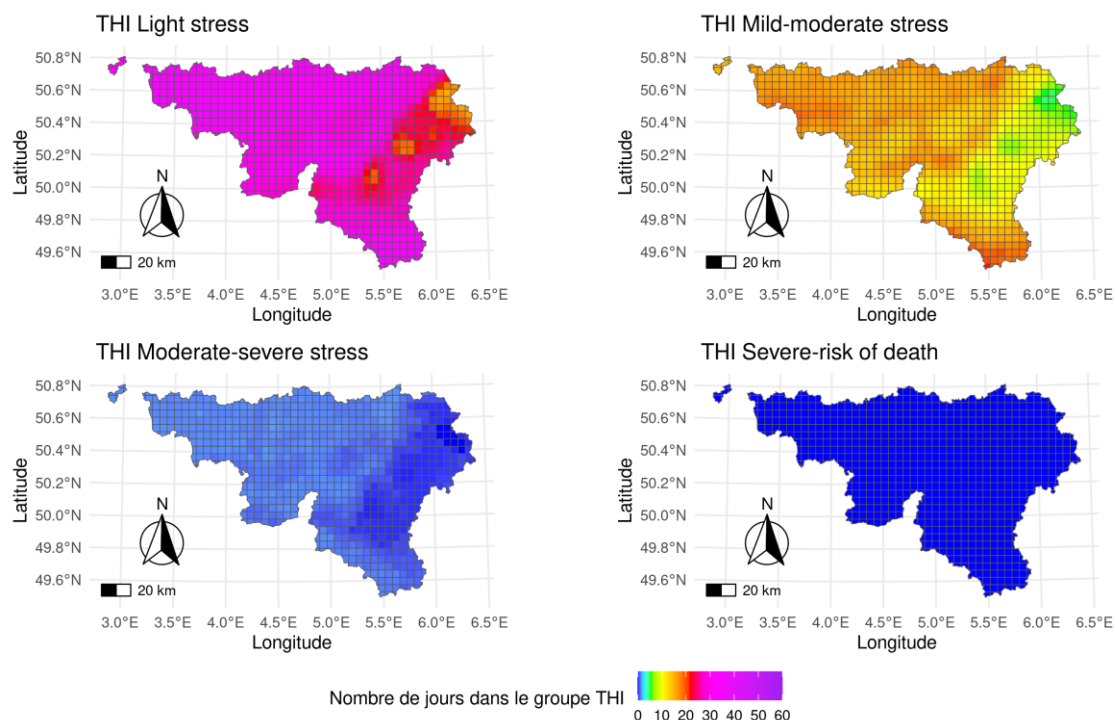 THI Light stress
THI Mild-moderate stress
50.8°N
50.6°N
50.4°N
50.2°N
50.0°N
49.8°N
49.6°N
Latitude
N
20 km
3.0°E 3.5°E 4.0°E 4.5°E 5.0°E 5.5°E 6.0°E 6.5°E
Longitude
50.8°N
50.6°N
50.4°N
50.2°N
50.0°N
49.8°N
49.6°N
Latitude
N
20 km
3.0°E 3.5°E 4.0°E 4.5°E 5.0°E 5.5°E 6.0°E 6.5°E
Longitude
THI Moderate-severe stress
THI Severe-risk of death
50.8°N
50.6°N
50.4°N
50.2°N
50.0°N
49.8°N
49.6°N
Latitude
N
20 km
3.0°E 3.5°E 4.0°E 4.5°E 5.0°E 5.5°E 6.0°E 6.5°E
Longitude
50.8°N
50.6°N
50.4°N
50.2°N
50.0°N
49.8°N
49.6°N
Latitude
N
20 km
3.0°E 3.5°E 4.0°E 4.5°E 5.0°E 5.5°E 6.0°E 6.5°E
Longitude
Nombre de jours dans le groupe THI
0 10 20 30 40 50 60